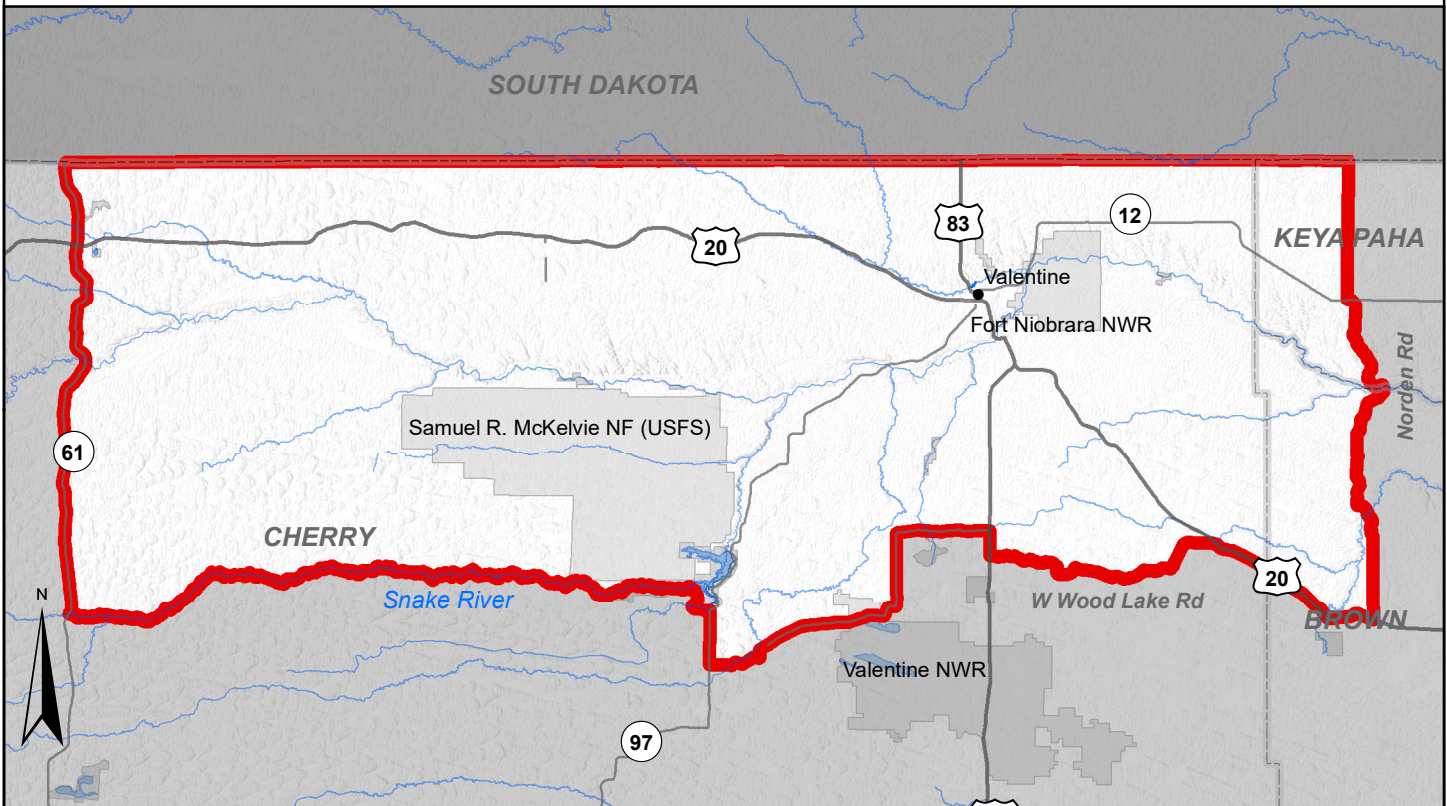 SOUTH DAKOTA
83
12
20
KEYA PAHA
Valentine
Fort Niobrara NWR
Norden Rd
Samuel R. McKelvie NF (USFS)
61
CHERRY
20
N
Snake River
W Wood Lake Rd
BROWN
Valentine NWR
97